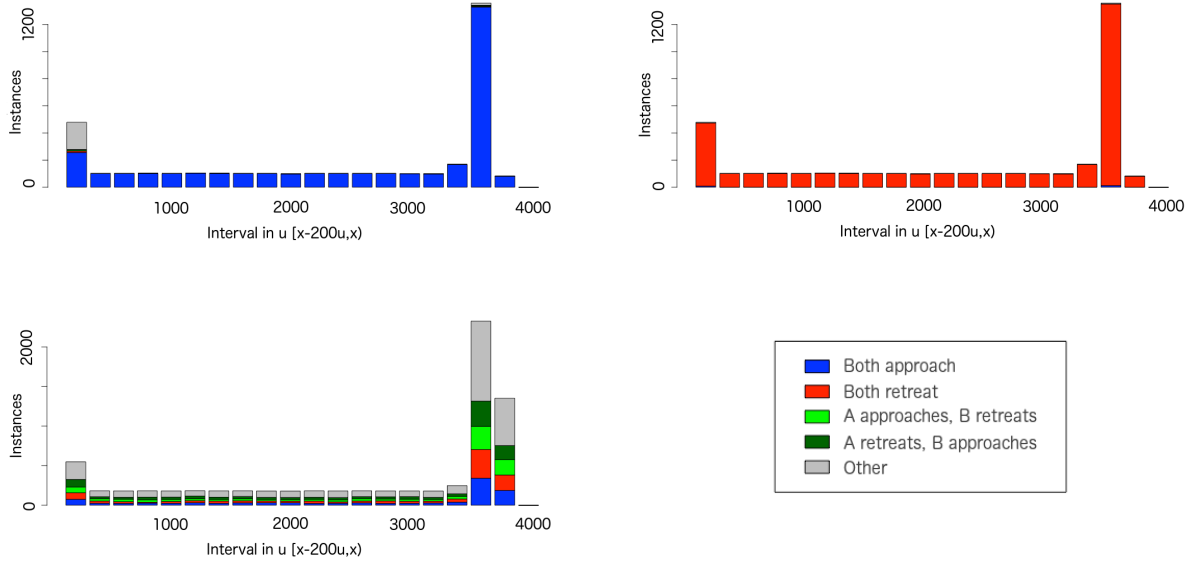 1200
Instances
0
1000
2000
3000
4000
Interval in u [x-200u,x)
1200
Instances
0
1000
2000
3000
4000
Interval in u [x-200u,x)
2000
Instances
0
1000
2000
3000
4000
Interval in u [x-200u,x)
Both approach
Both retreat
A approaches, B retreats
A retreats, B approaches
Other